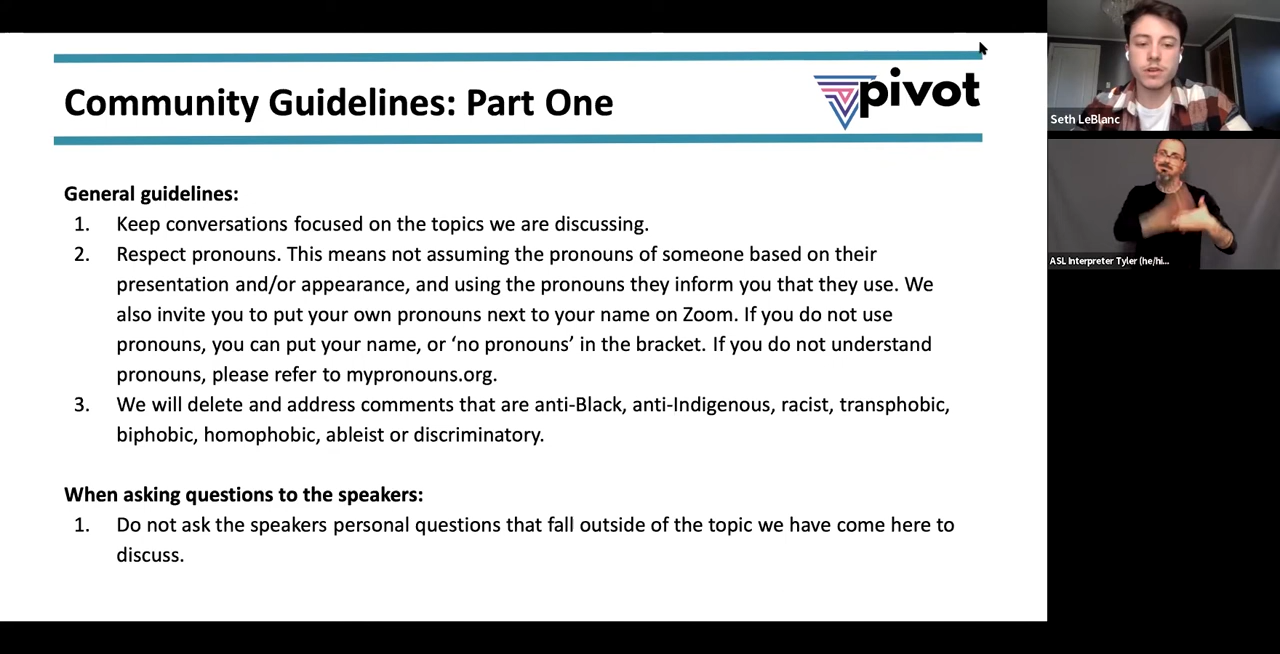 Community Guidelines: Part One
pivot
General guidelines:
1. Keep conversations focused on the topics we are discussing.
2. Respect pronouns. This means not assuming the pronouns of someone based on their
presentation and/or appearance, and using the pronouns they inform you that they use. We
also invite you to put your own pronouns next to your name on Zoom. If you do not use
pronouns, you can put your name, or ‘no pronouns’ in the bracket. If you do not understand
pronouns, please refer to mypronouns.org.
3. We will delete and address comments that are anti-Black, anti-Indigenous, racist, transphobic,
biphobic, homophobic, ableist or discriminatory.
When asking questions to the speakers:
1. Do not ask the speakers personal questions that fall outside of the topic we have come here to
discuss.
Seth LeBlanc
ASL Interpreter Tyler (he/hi...